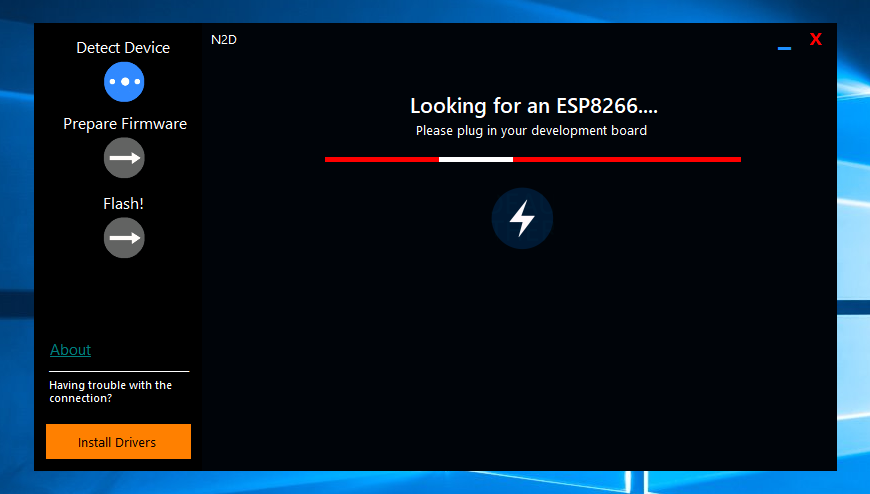 Detect Device
Prepare Firmware
Flash!
About
Having trouble with the
connection?
Install Drivers
N2D
X
Looking for an ESP8266....
Please plug in your development board